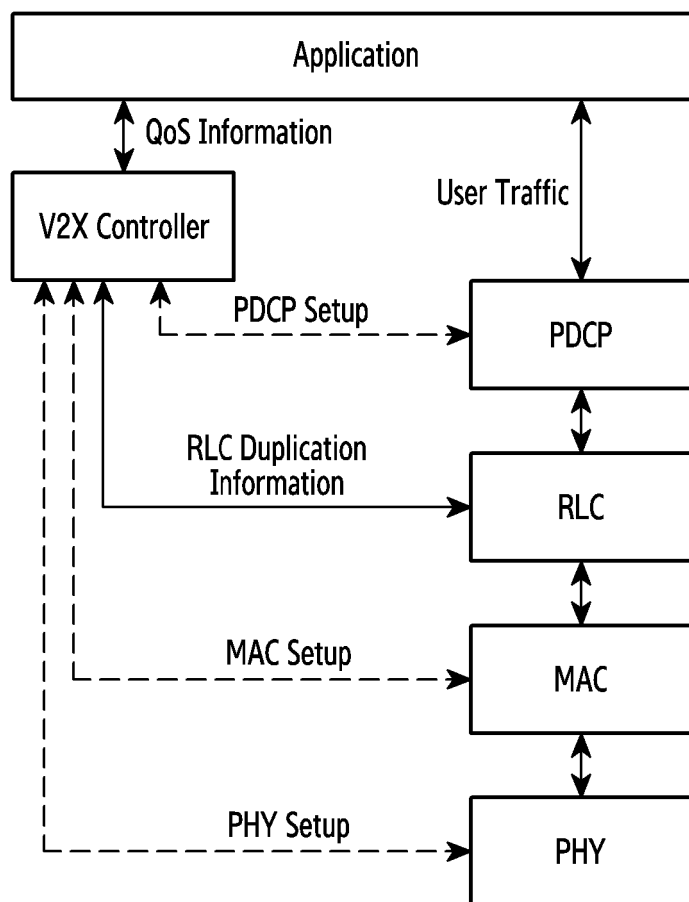 Application
QoS Information
User Traffic
V2X Controller
PDCP Setup
PDCP
RLC Duplication
Information
RLC
MAC Setup
MAC
PHY Setup
PHY